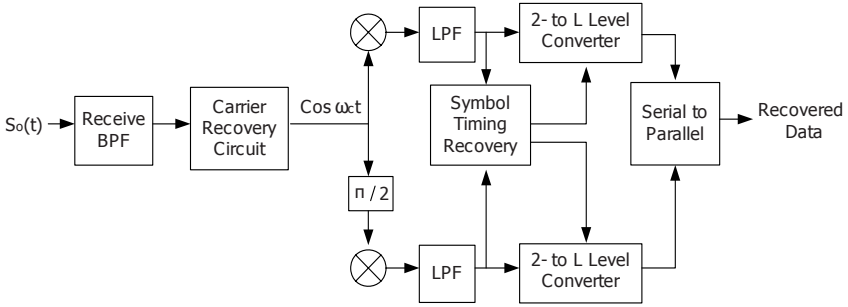 So(t)
Receive
BPF
Carrier
Recovery
Circuit
Cos ωct
π / 2
LPF
LPF
2- to L Level
Converter
Symbol
Timing
Recovery
2- to L Level
Converter
Serial to
Parallel
Recovered
Data